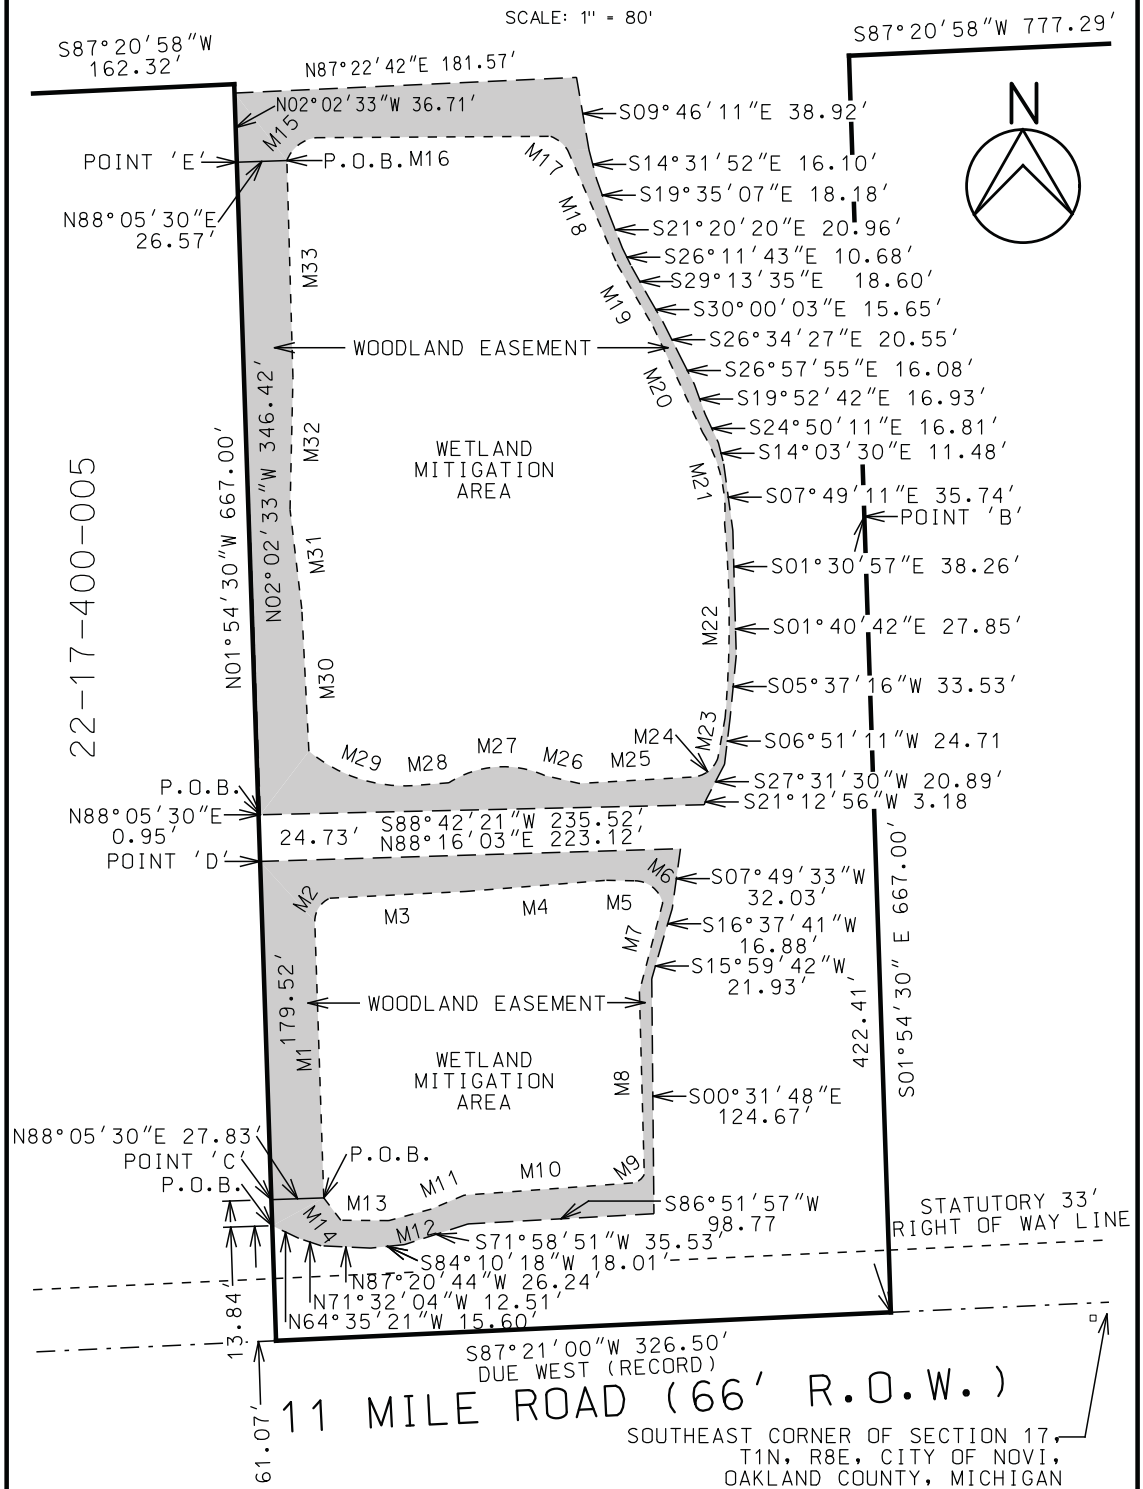 SCALE: 1" = 80'
S87°20'58"W
162.32'
S87°20'58"W 777.29'
N87°22'42"E 181.57'
N02°02'33"W 36.71'
M15
S09°46'11"E 38.92'
N
POINT 'E'
P.O.B. M16
M17
S14°31'52"E 16.10'
S19°35'07"E 18.18'
N88°05'30"E
26.57'
M18
S21°20'20"E 20.96'
S26°11'43"E 10.68'
M33
S29°13'35"E 18.60'
M19
S30°00'03"E 15.65'
WOODLAND EASEMENT
S26°34'27"E 20.55'
S26°57'55"E 16.08'
M20
S19°52'42"E 16.93'
S24°50'11"E 16.81'
M32
WETLAND
MITIGATION
AREA
S14°03'30"E 11.48'
M21
S07°49'11"E 35.74'
POINT 'B'
22-17-400-005
N01°54'30"W 667.00'
N02°02'33"W 346.42'
M31
S01°30'57"E 38.26'
M22
S01°40'42"E 27.85'
M30
S05°37'16"W 33.53'
M23
M24
S06°51'11"W 24.71
M29
M28
M27
M26
M25
S27°31'30"W 20.89'
P.O.B.
S21°12'56"W 3.18
N88°05'30"E
0.95'
S88°42'21"W 235.52'
24.73'
N88°16'03"E 223.12'
POINT 'D'
M6
S07°49'33"W
32.03'
M2
M3
M4
M5
M7
S16°37'41"W
16.88'
S15°59'42"W
21.93'
179.52'
WOODLAND EASEMENT
422.41'
S01°54'30" E 667.00'
M1
WETLAND
MITIGATION
AREA
M8
S00°31'48"E
124.67'
N88°05'30"E 27.83'
POINT 'C'
P.O.B.
P.O.B.
M11
M10
M9
M13
M14
M12
S86°51'57"W
98.77
STATUTORY 33'
RIGHT OF WAY LINE
S71°58'51"W 35.53'
S84°10'18"W 18.01'
N87°20'44"W 26.24'
N71°32'04"W 12.51'
N64°35'21"W 15.60'
13.84'
S87°21'00"W 326.50'
DUE WEST (RECORD)
61.07'
11 MILE ROAD (66' R.O.W.)
SOUTHEAST CORNER OF SECTION 17,
T1N, R8E, CITY OF NOVI,
OAKLAND COUNTY, MICHIGAN